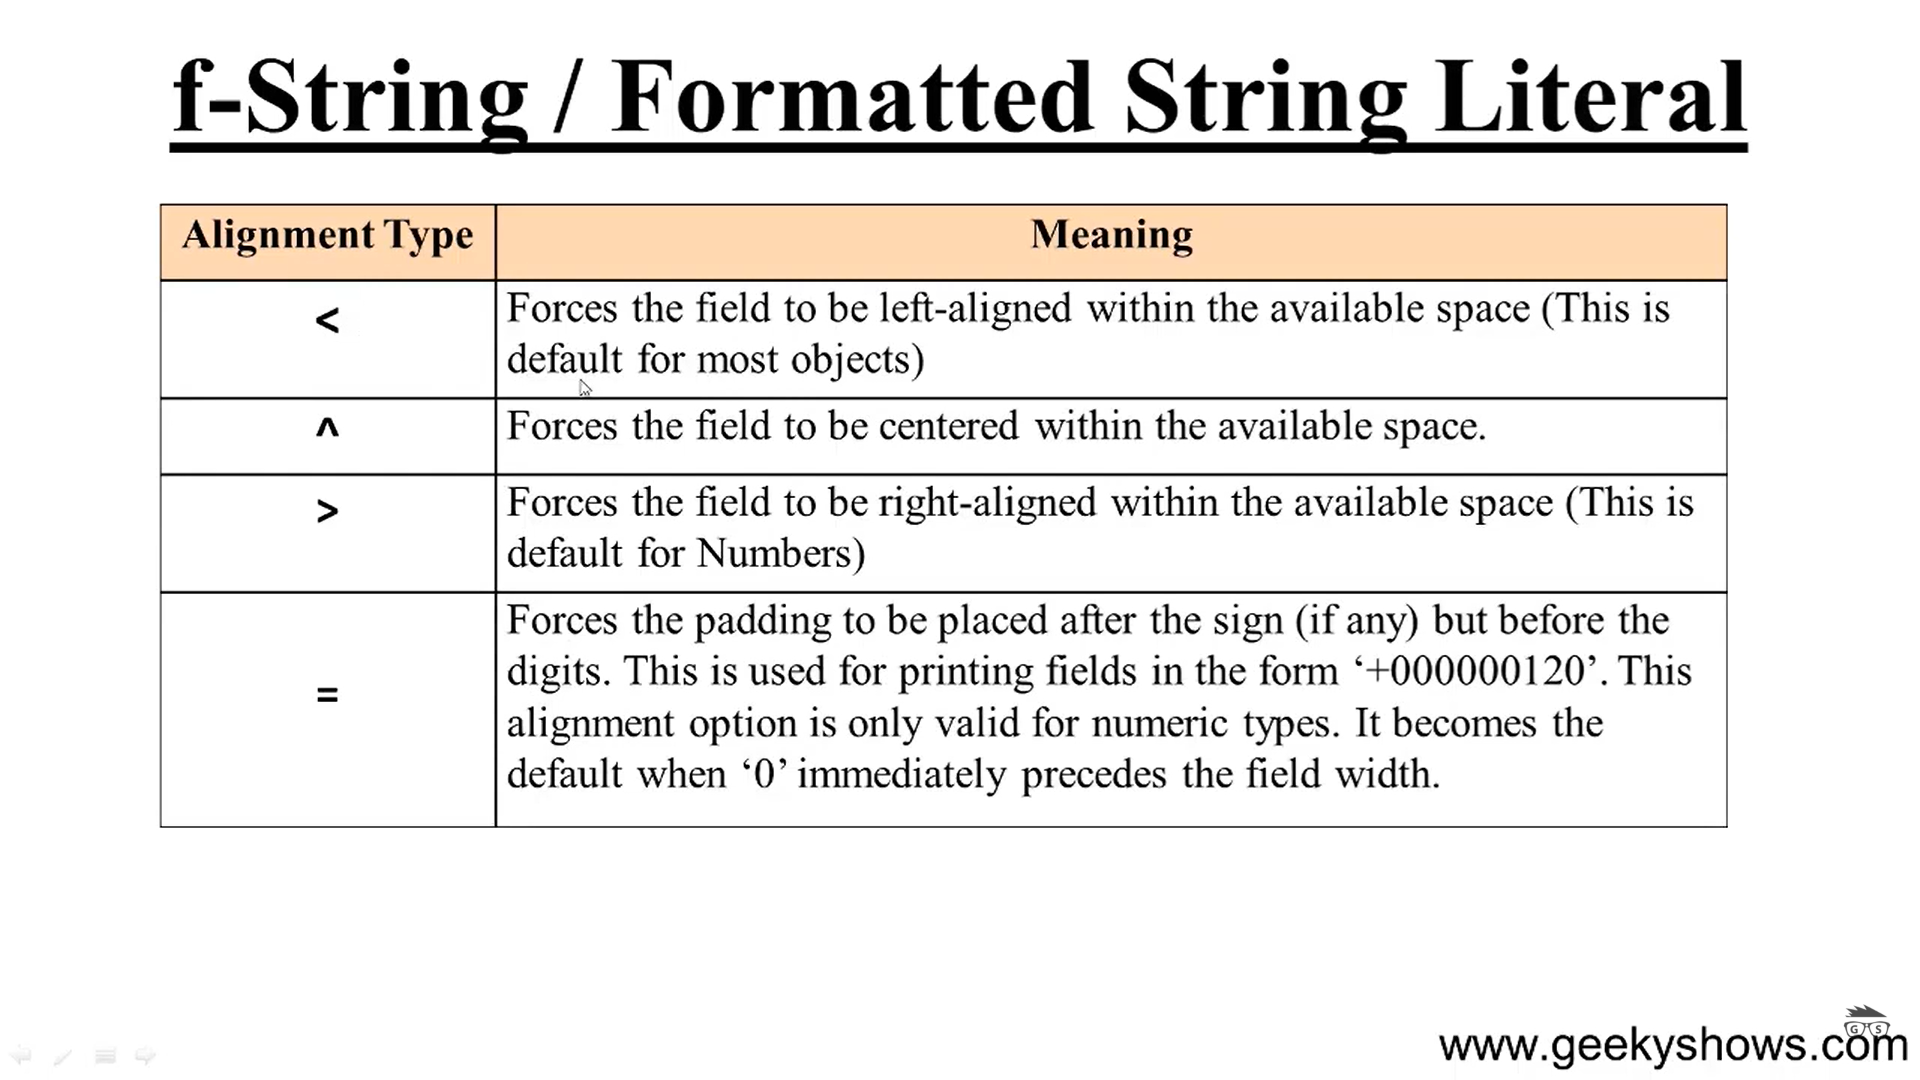 f-String / Formatted String Literal
Alignment Type
Meaning
<
Forces the field to be left-aligned within the available space (This is
default for most objects)
^
Forces the field to be centered within the available space.
>
Forces the field to be right-aligned within the available space (This is
default for Numbers)
=
Forces the padding to be placed after the sign (if any) but before the
digits. This is used for printing fields in the form ‘+000000120’. This
alignment option is only valid for numeric types. It becomes the
default when ‘0’ immediately precedes the field width.
G S
www.geekyshows.com